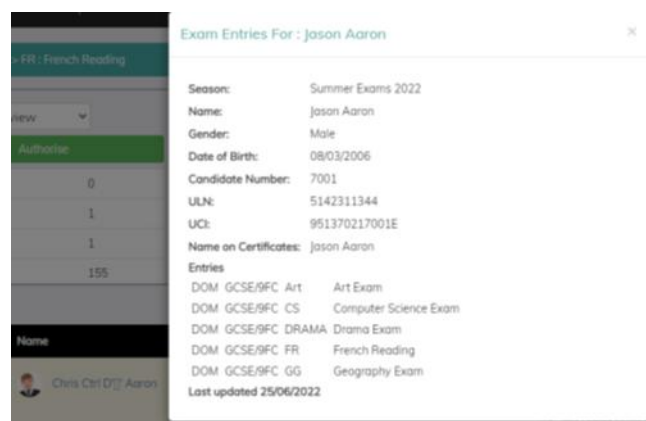 Exam Entries For : Jason Aaron
×
> FR : French Reading
view
Authorise
0
1
1
155
Name
Chris Ctrl Aaron
Season: Summer Exams 2022
Name: Jason Aaron
Gender: Male
Date of Birth: 08/03/2006
Candidate Number: 7001
ULN: 5142311344
UCI: 951370217001E
Name on Certificates: Jason Aaron
Entries
DOM GCSE/9FC Art Art Exam
DOM GCSE/9FC CS Computer Science Exam
DOM GCSE/9FC DRAMA Drama Exam
DOM GCSE/9FC FR French Reading
DOM GCSE/9FC GG Geography Exam
Last updated 25/06/2022